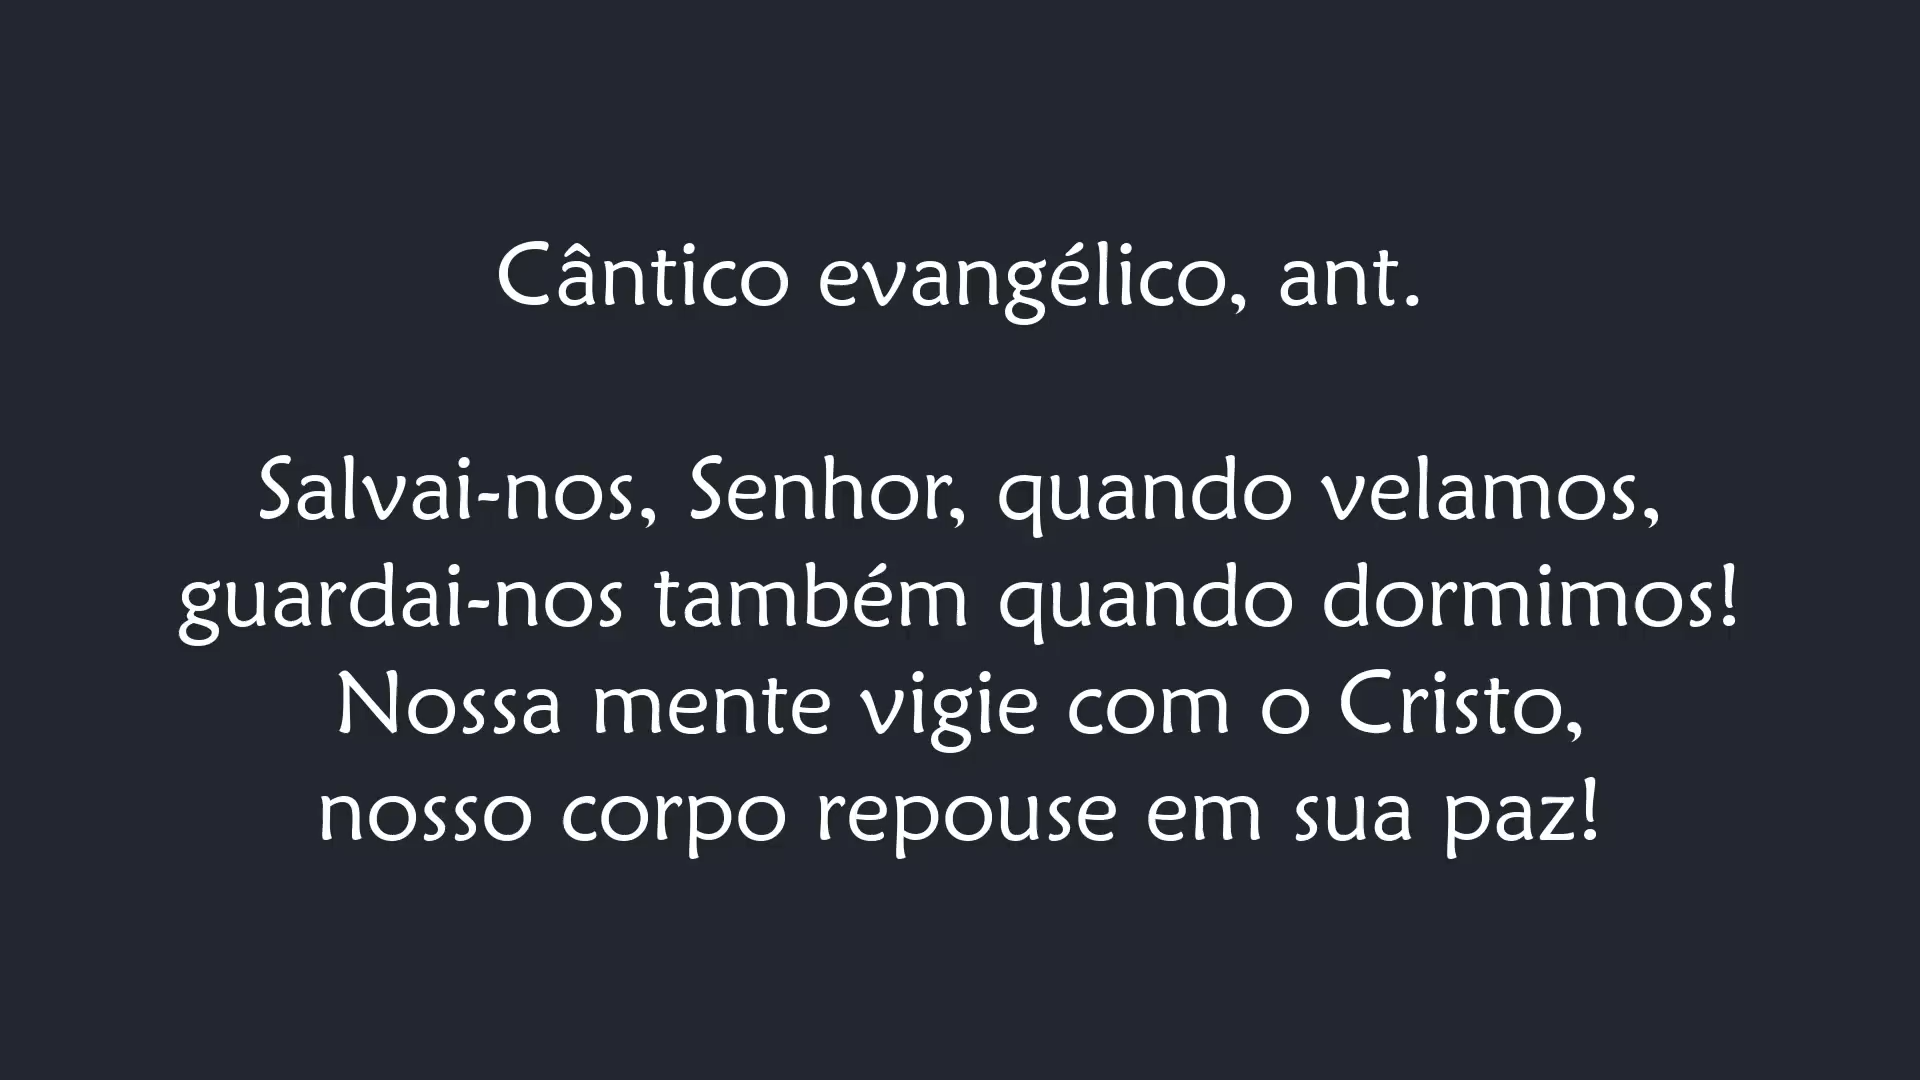 Cântico evangélico, ant.
Salvai-nos, Senhor, quando velamos,
guardai-nos também quando dormimos!
Nossa mente vigie com o Cristo,
nosso corpo repouse em sua paz!